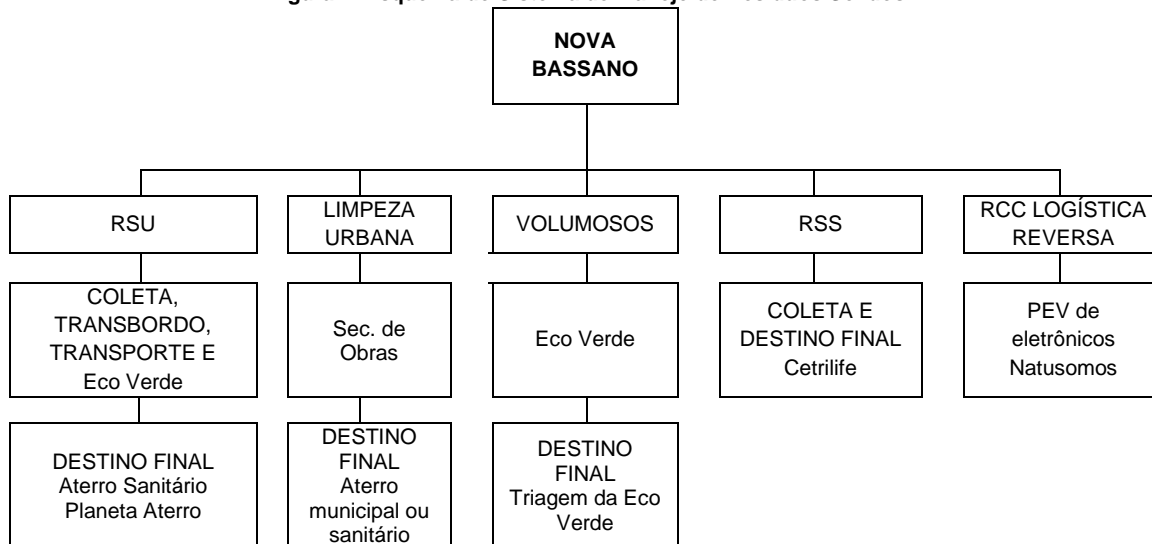 NOVA
BASSANO
RSU
LIMPEZA
URBANA
VOLUMOSOS
RSS
RCC LOGÍSTICA
REVERSA
COLETA,
TRANSBORDO,
TRANSPORTE E
Eco Verde
Sec. de
Obras
Eco Verde
COLETA E
DESTINO FINAL
Cetrilife
PEV de
eletrônicos
Natusomos
DESTINO FINAL
Aterro Sanitário
Planeta Aterro
DESTINO
FINAL
Aterro
municipal ou
sanitário
DESTINO
FINAL
Triagem da Eco
Verde